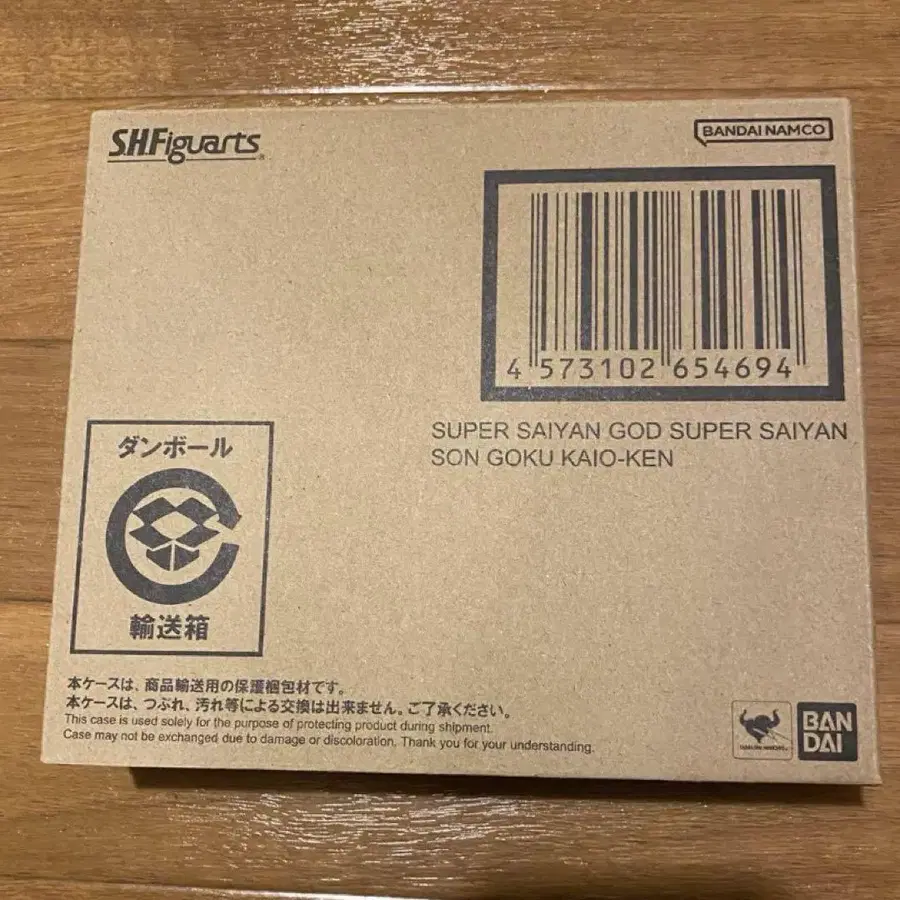 S.H.Figuarts
BANDAI NAMCO
4 573102 654694
SUPER SAIYAN GOD SUPER SAIYAN
SON GOKU KAIO-KEN
ダンボール
輸送箱
本ケースは、商品輸送用の保護梱包材です。
本ケースは、つぶれ、汚れ等による交換は出来ません。ご了承ください。
This case is used solely for the purpose of protecting product during shipment.
Case may not be exchanged due to damage or discoloration. Thank you for your understanding.
BAN
DAI